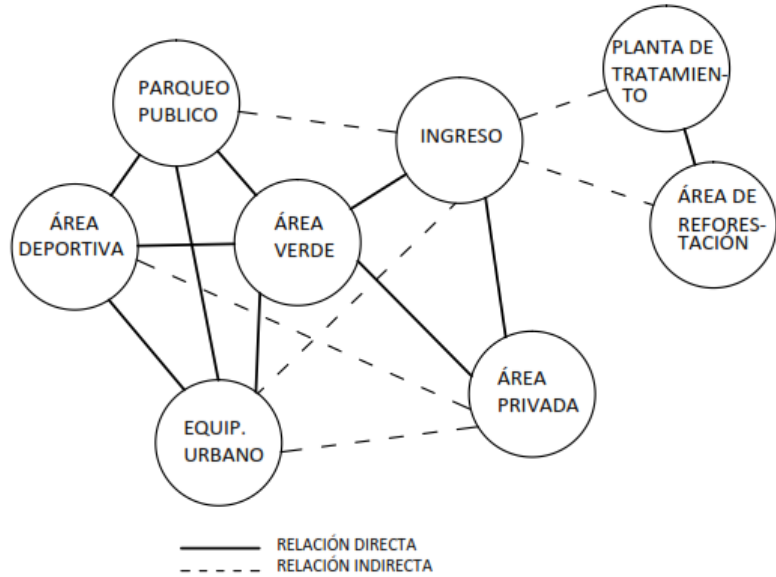 PLANTA DE
TRATAMIEN-
TO
PARQUEO
PUBLICO
INGRESO
ÁREA DE
REFORES-
TACIÓN
ÁREA
DEPORTIVA
ÁREA
VERDE
ÁREA
PRIVADA
EQUIP.
URBANO
RELACIÓN DIRECTA
RELACIÓN INDIRECTA